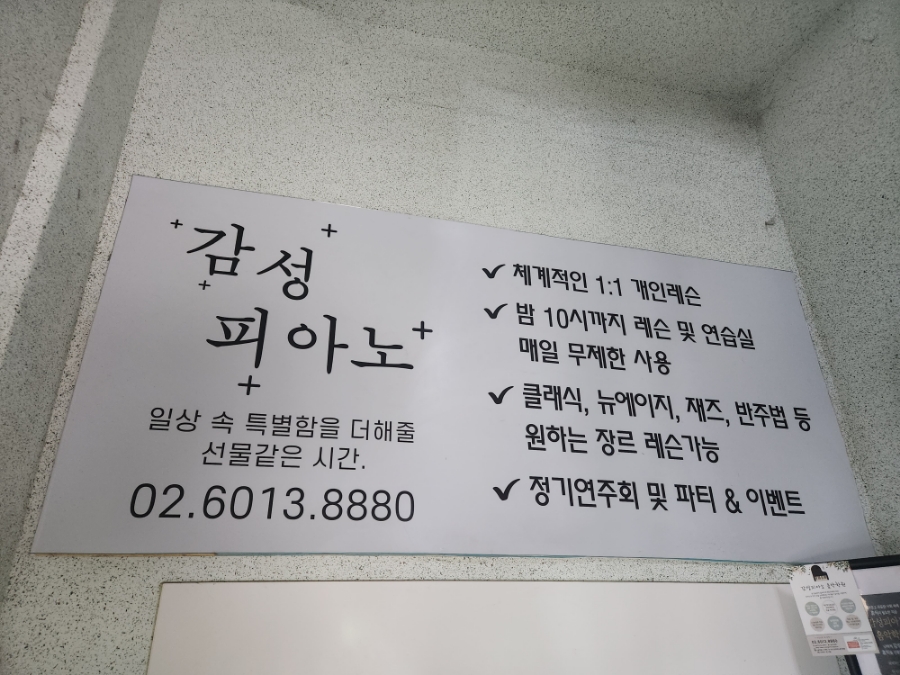 감성
피아노
일상 속 특별함을 더해줄
선물같은 시간.
02.6013.8880
체계적인 1:1 개인레슨
밤 10시까지 레슨 및 연습실
매일 무제한 사용
클래식, 뉴에이지, 재즈, 반주법 등
원하는 장르 레슨가능
정기연주회 및 파티 & 이벤트